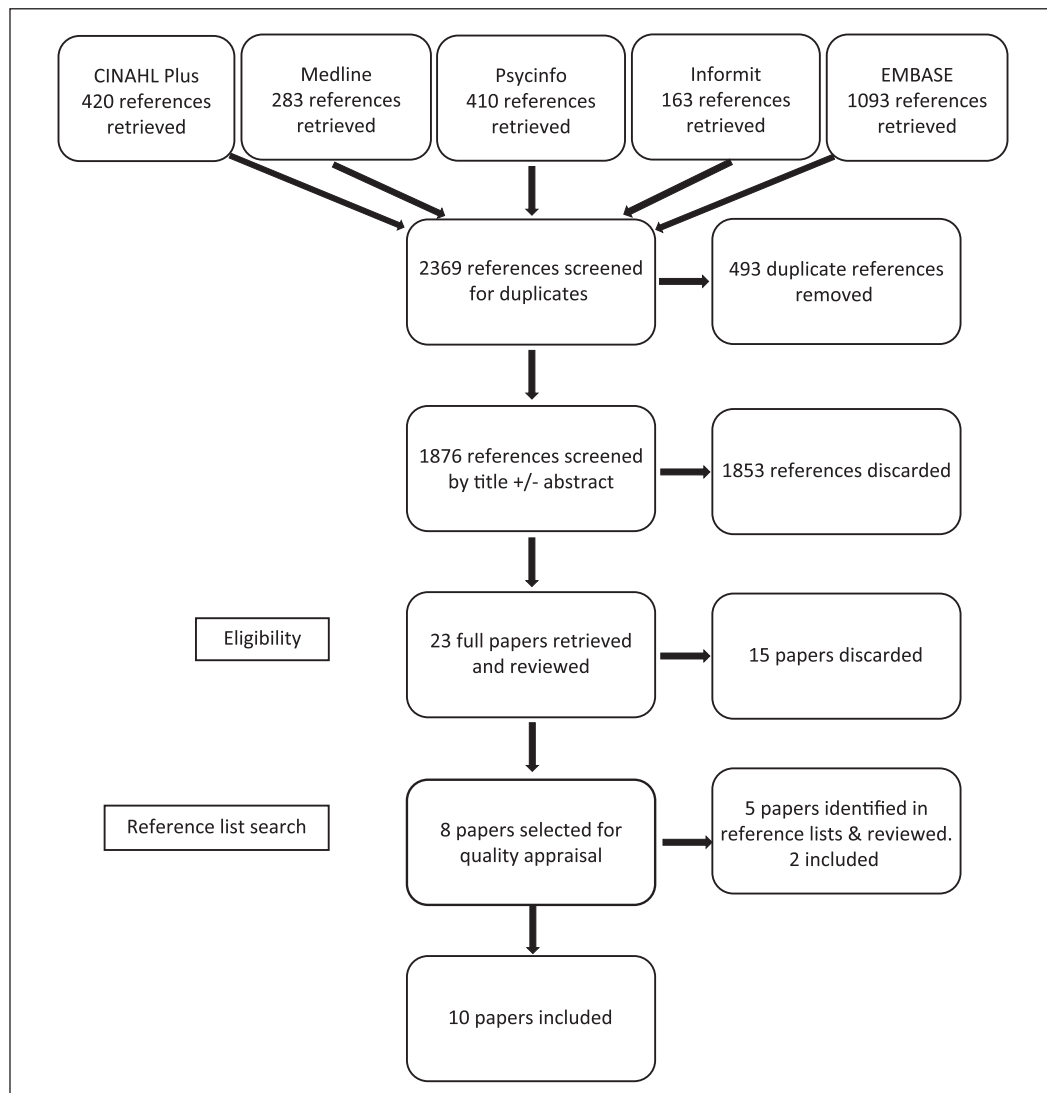 CINAHL Plus
420 references
retrieved
Medline
283 references
retrieved
Psycinfo
410 references
retrieved
Informit
163 references
retrieved
EMBASE
1093 references
retrieved
2369 references screened
for duplicates
493 duplicate references
removed
1876 references screened
by title +/- abstract
1853 references discarded
Eligibility
23 full papers retrieved
and reviewed
15 papers discarded
Reference list search
8 papers selected for
quality appraisal
5 papers identified in
reference lists & reviewed.
2 included
10 papers included